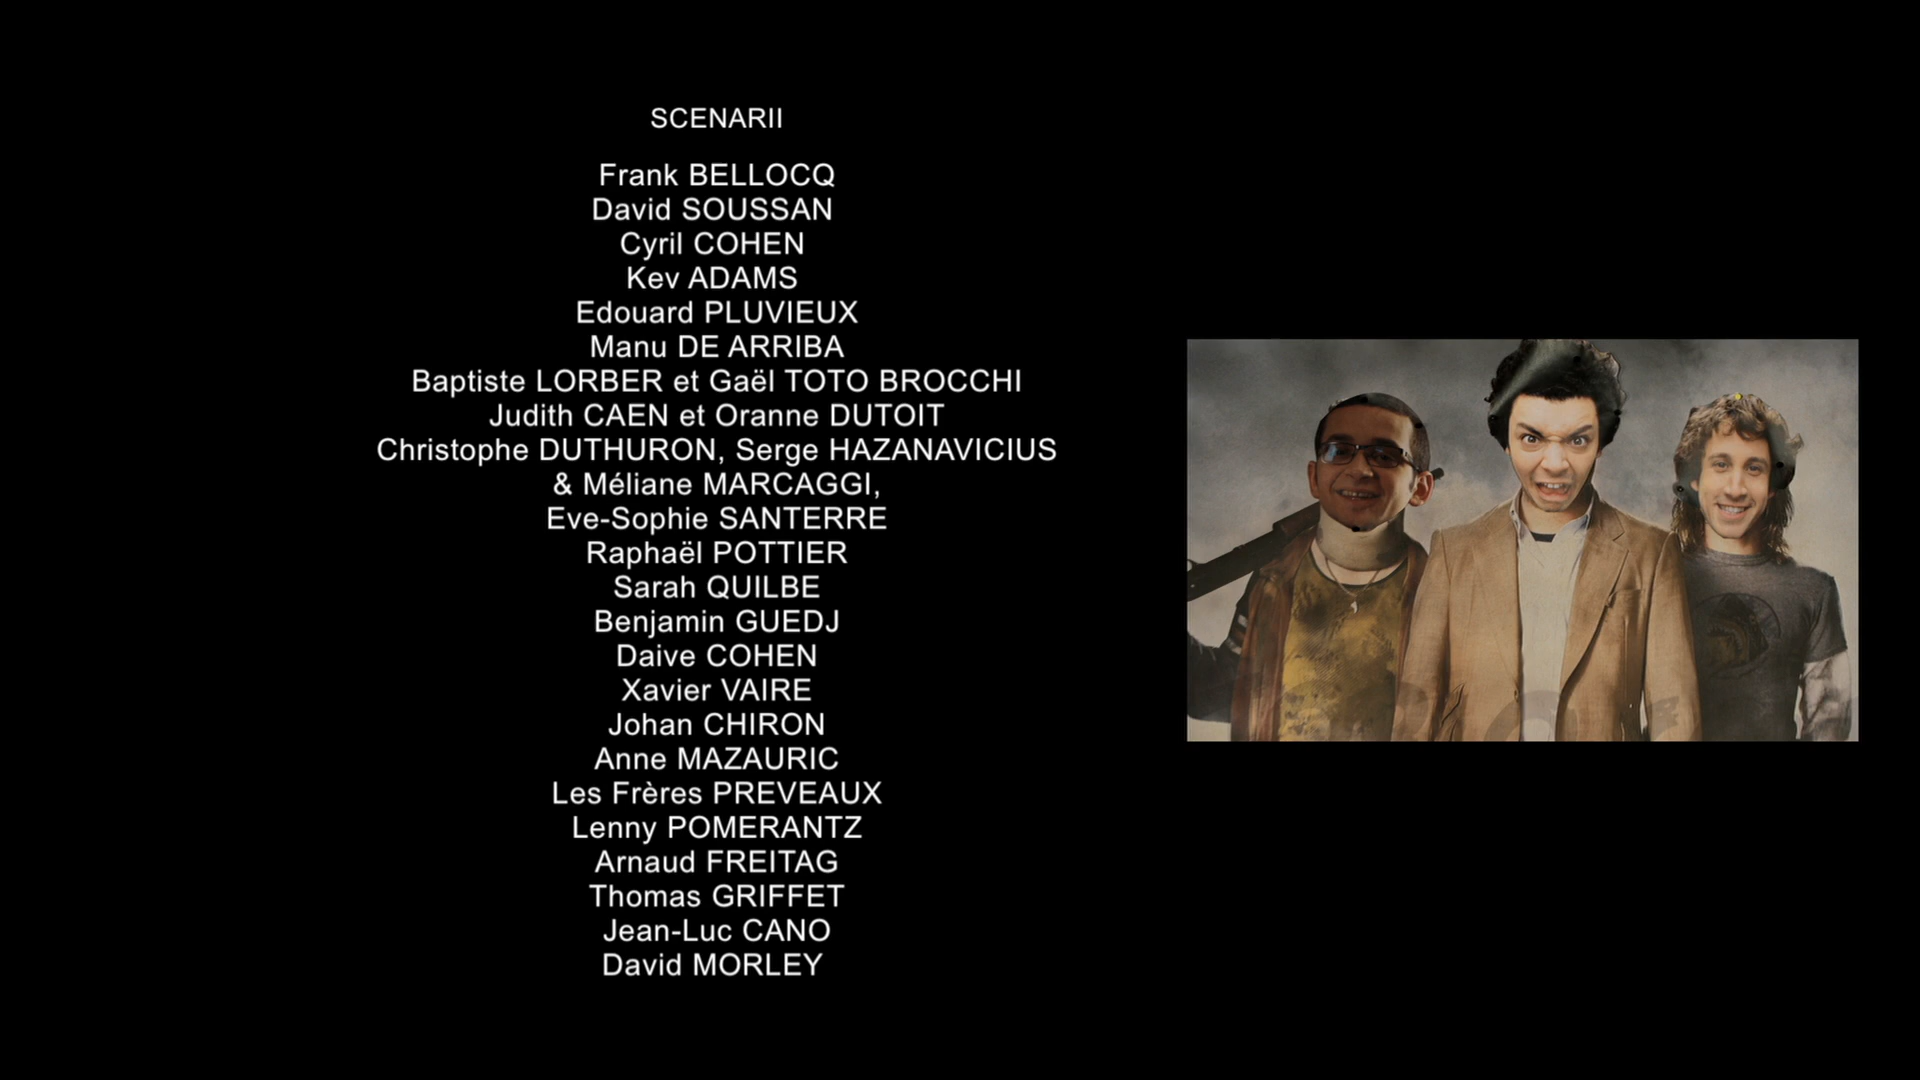 SCENARII
Frank BELLOCQ
David SOUSSAN
Cyril COHEN
Kev ADAMS
Edouard PLUVIEUX
Manu DE ARRIBA
Baptiste LORBER et Gaël TOTO BROCCHI
Judith CAEN et Oranne DUTOIT
Christophe DUTHURON, Serge HAZANAVICIUS
& Méliane MARCAGGI,
Eve-Sophie SANTERRE
Raphaël POTTIER
Sarah QUILBE
Benjamin GUEDJ
Daive COHEN
Xavier VAIRE
Johan CHIRON
Anne MAZAURIC
Les Frères PREVEAUX
Lenny POMERANTZ
Arnaud FREITAG
Thomas GRIFFET
Jean-Luc CANO
David MORLEY